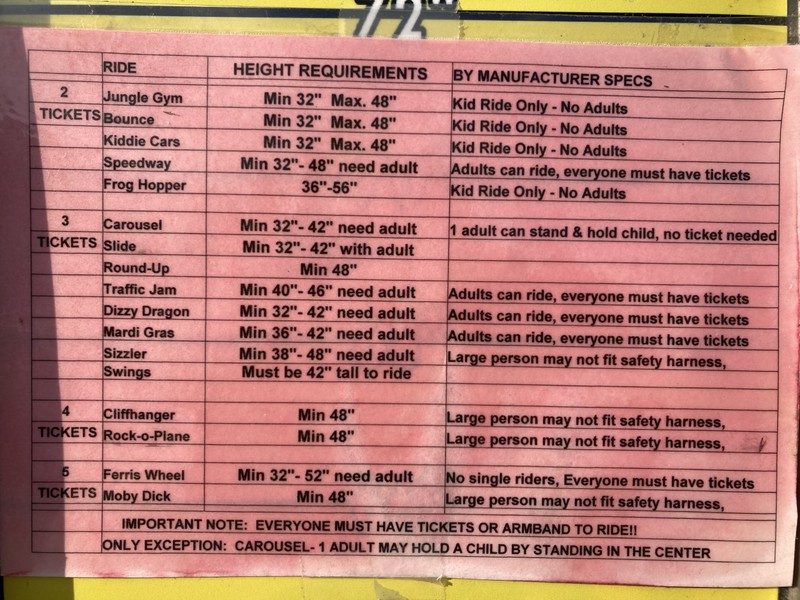 72"
RIDE HEIGHT REQUIREMENTS BY MANUFACTURER SPECS
2 TICKETS
Jungle Gym Min 32" Max. 48" Kid Ride Only - No Adults
Bounce Min 32" Max. 48" Kid Ride Only - No Adults
Kiddie Cars Min 32" Max. 48" Kid Ride Only - No Adults
Speedway Min 32"- 48" need adult Adults can ride, everyone must have tickets
Frog Hopper 36"-56" Kid Ride Only - No Adults
3 TICKETS
Carousel Min 32"- 42" need adult 1 adult can stand & hold child, no ticket needed
Slide Min 32"- 42" with adult
Round-Up Min 48"
Traffic Jam Min 40"- 46" need adult Adults can ride, everyone must have tickets
Dizzy Dragon Min 32"- 42" need adult Adults can ride, everyone must have tickets
Mardi Gras Min 36"- 42" need adult Adults can ride, everyone must have tickets
Sizzler Min 38"- 48" need adult Large person may not fit safety harness,
Swings Must be 42" tall to ride
4 TICKETS
Cliffhanger Min 48" Large person may not fit safety harness,
Rock-o-Plane Min 48" Large person may not fit safety harness,
5 TICKETS
Ferris Wheel Min 32"- 52" need adult No single riders, Everyone must have tickets
Moby Dick Min 48" Large person may not fit safety harness,
IMPORTANT NOTE: EVERYONE MUST HAVE TICKETS OR ARMBAND TO RIDE!!
ONLY EXCEPTION: CAROUSEL- 1 ADULT MAY HOLD A CHILD BY STANDING IN THE CENTER